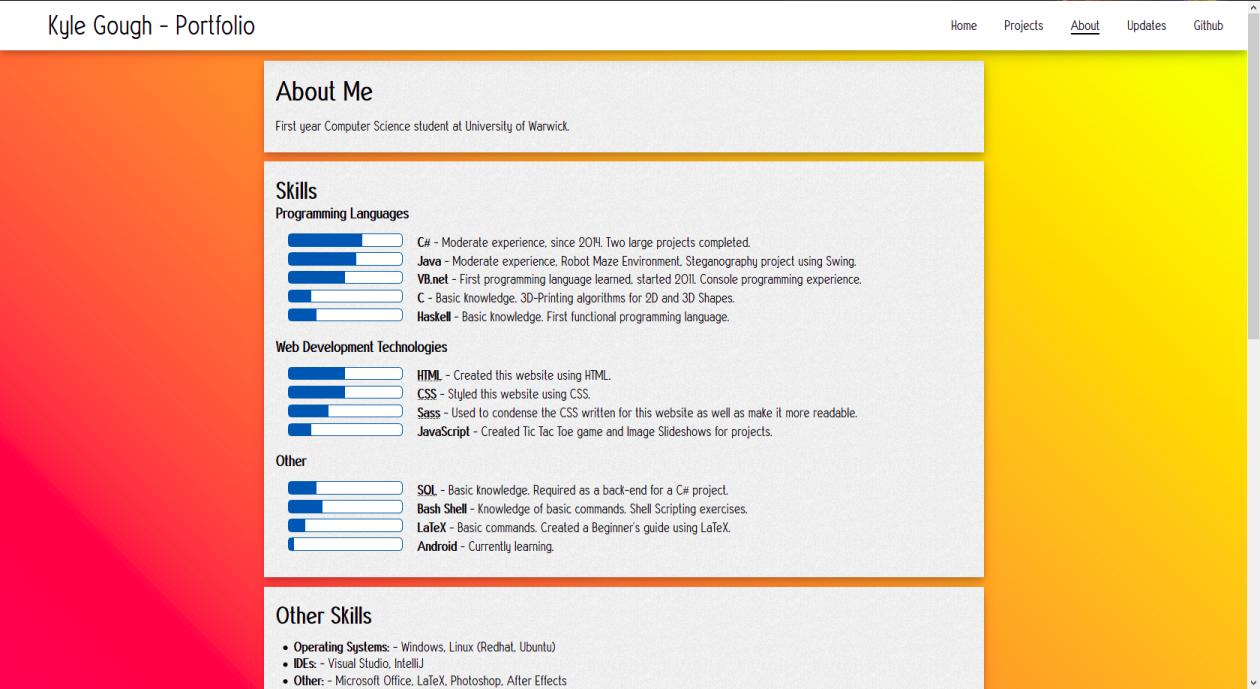 Kyle Gough - Portfolio
Home Projects About Updates Github
About Me
First year Computer Science student at University of Warwick.
Skills
Programming Languages
C# - Moderate experience, since 2014. Two large projects completed.
Java - Moderate experience, Robot Maze Environment, Steganography project using Swing.
VB.net - First programming language learned, started 2011. Console programming experience.
C - Basic knowledge. 3D-Printing algorithms for 2D and 3D Shapes.
Haskell - Basic knowledge. First functional programming language.
Web Development Technologies
HTML - Created this website using HTML.
CSS - Styled this website using CSS.
Sass - Used to condense the CSS written for this website as well as make it more readable.
JavaScript - Created Tic Tac Toe game and Image Slideshows for projects.
Other
SQL - Basic knowledge. Required as a back-end for a C# project.
Bash Shell - Knowledge of basic commands. Shell Scripting exercises.
LaTeX - Basic commands. Created a Beginner's guide using LaTeX.
Android - Currently learning.
Other Skills
• Operating Systems: - Windows, Linux (Redhat, Ubuntu)
• IDEs: - Visual Studio, IntelliJ
• Other: - Microsoft Office, LaTeX, Photoshop, After Effects